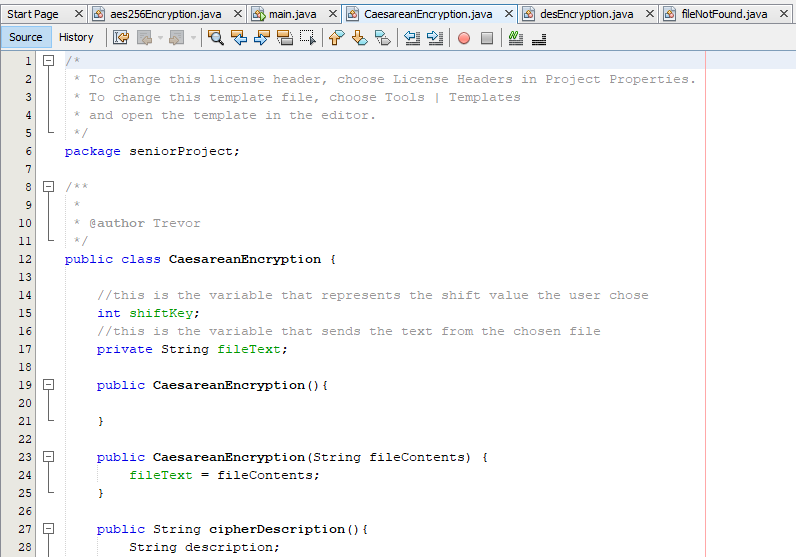 Start Page aes256Encryption.java main.java CaesareanEncryption.java desEncryption.java fileNotFound.java
Source History
1 /*
2 * To change this license header, choose License Headers in Project Properties.
3 * To change this template file, choose Tools | Templates
4 * and open the template in the editor.
5 */
6 package seniorProject;
7
8 /**
9 *
10 * @author Trevor
11 */
12 public class CaesareanEncryption {
13
14 //this is the variable that represents the shift value the user chose
15 int shiftKey;
16 //this is the variable that sends the text from the chosen file
17 private String fileText;
18
19 public CaesareanEncryption(){
20
21 }
22
23 public CaesareanEncryption(String fileContents) {
24 fileText = fileContents;
25 }
26
27 public String cipherDescription(){
28 String description;